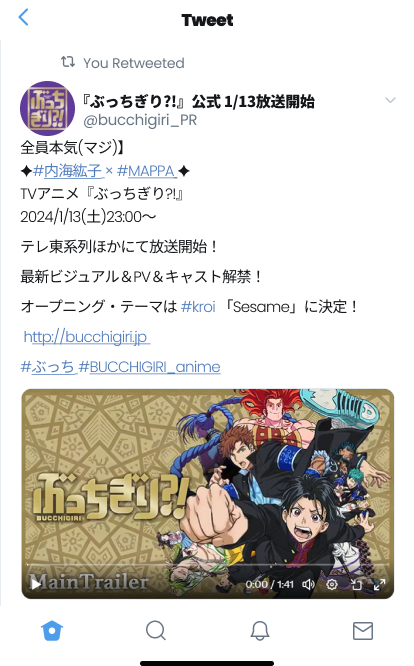 Tweet
You Retweeted
『ぶっちぎり?!』公式 1/13放送開始
@bucchigiri_PR
全員本気(マジ)】
✦#内海紘子 × #MAPPA ✦
TVアニメ『ぶっちぎり?!』
2024/1/13(土)23:00〜
テレ東系列ほかにて放送開始！
最新ビジュアル＆PV＆キャスト解禁！
オープニング・テーマは #kroi 「Sesame」に決定！
http://bucchigiri.jp
#ぶっち #BUCCHIGIRI_anime
ぶっちぎり?!
BUCCHIGIRI
MainTrailer
0:00 / 1:41